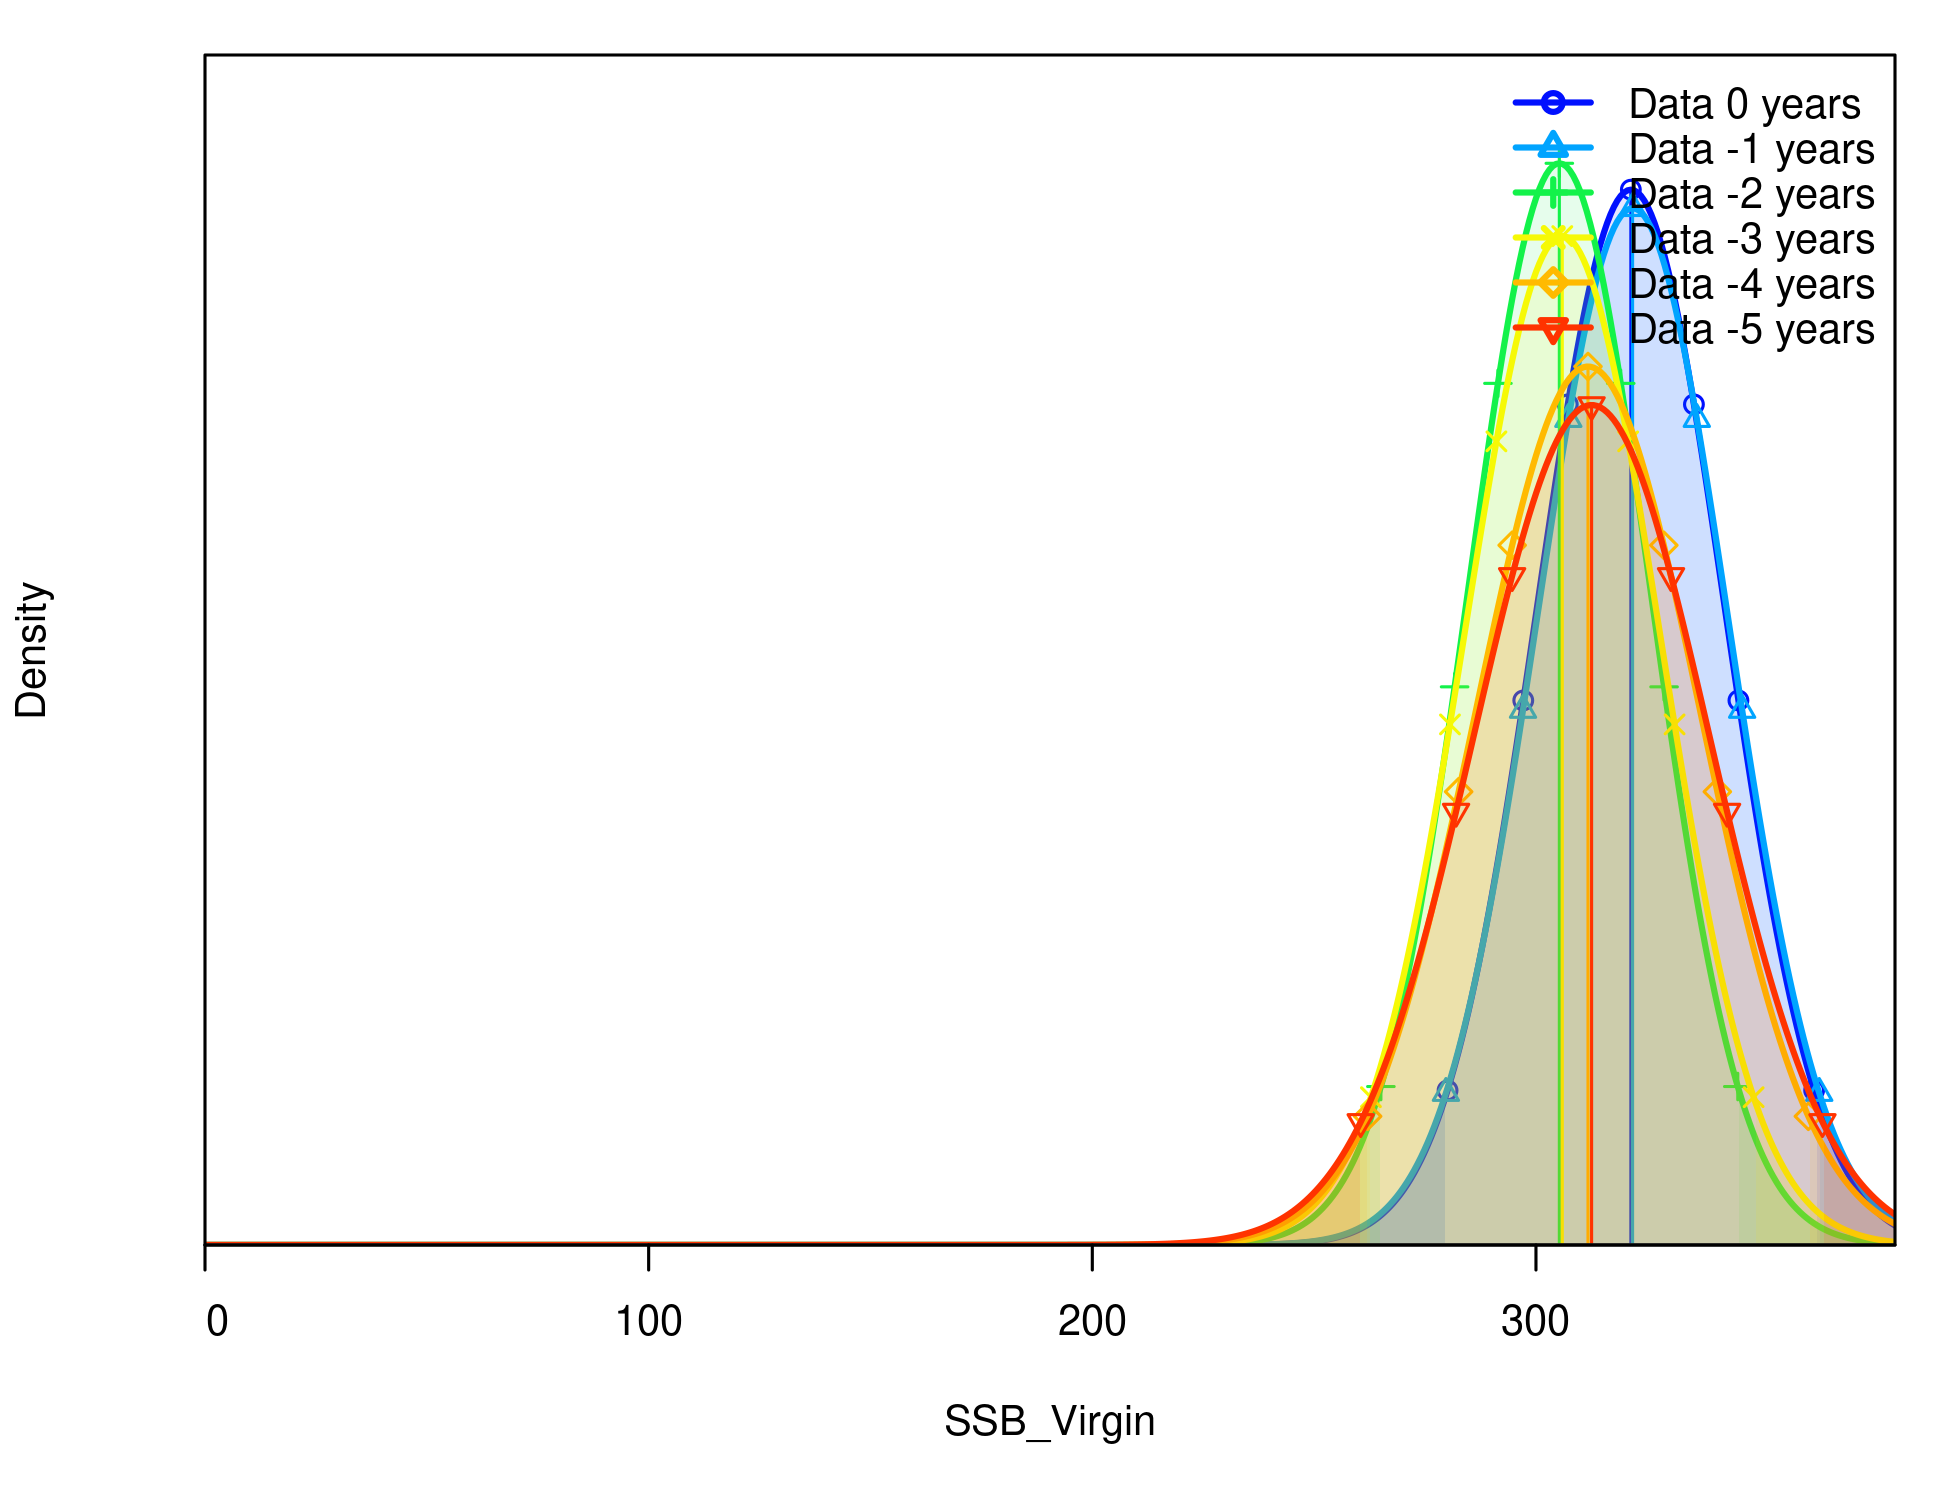 Data 0 years
Data -1 years
Data -2 years
Data -3 years
Data -4 years
Data -5 years
Density
0 100 200 300
SSB_Virgin